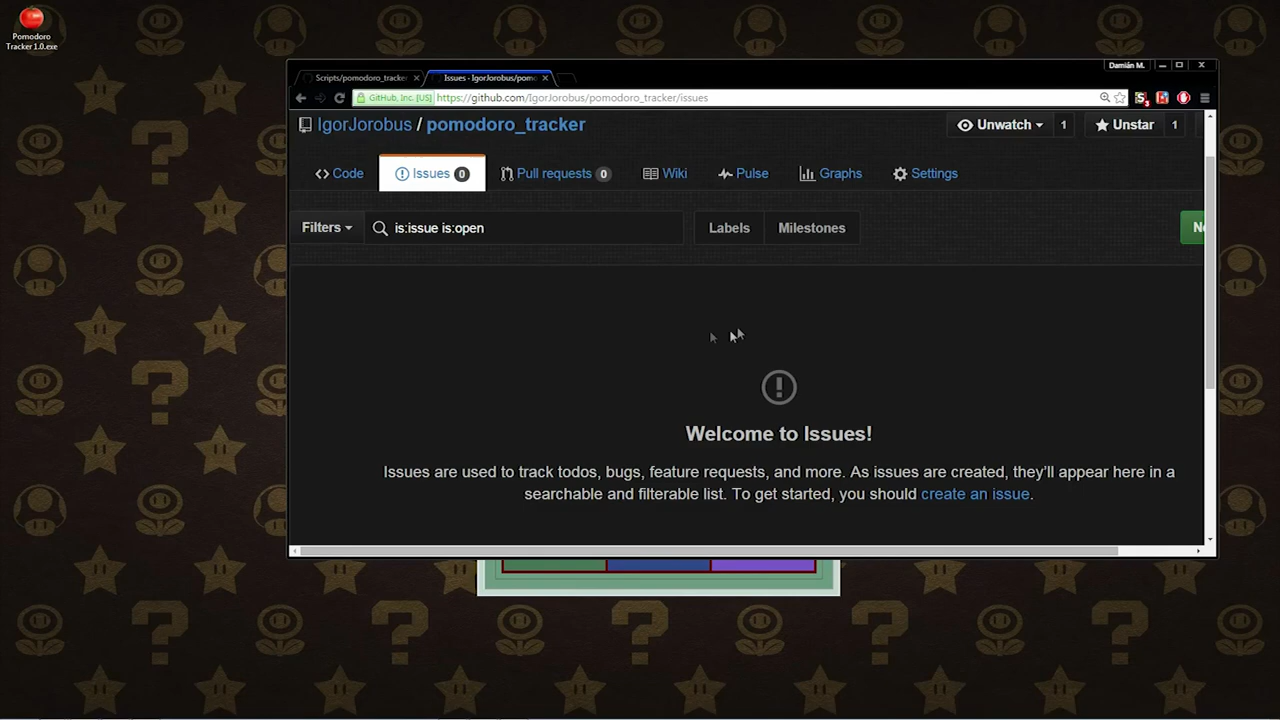 Pomodoro
Tracker 1.0.exe
Damián M.
Scripts/pomodoro_tracke
Issues - IgorJorobus/pomo
GitHub, Inc. [US] https://github.com/IgorJorobus/pomodoro_tracker/issues
IgorJorobus / pomodoro_tracker
Unwatch 1
Unstar 1
Code
Issues 0
Pull requests 0
Wiki
Pulse
Graphs
Settings
Filters
is:issue is:open
Labels
Milestones
Welcome to Issues!
Issues are used to track todos, bugs, feature requests, and more. As issues are created, they'll appear here in a
searchable and filterable list. To get started, you should create an issue.